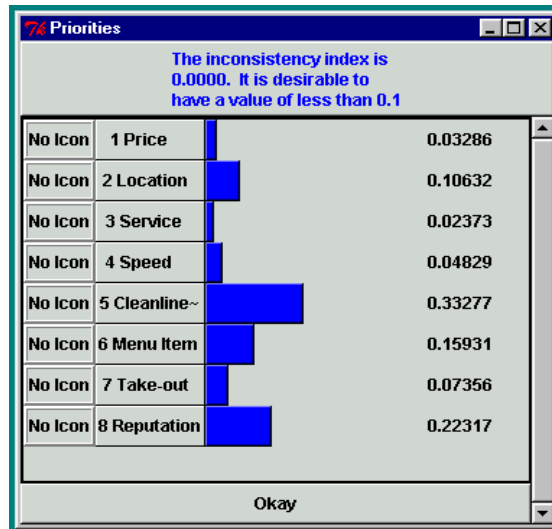 Priorities
The inconsistency index is
0.0000. It is desirable to
have a value of less than 0.1
No Icon 1 Price 0.03286
No Icon 2 Location 0.10632
No Icon 3 Service 0.02373
No Icon 4 Speed 0.04829
No Icon 5 Cleanline~ 0.33277
No Icon 6 Menu Item 0.15931
No Icon 7 Take-out 0.07356
No Icon 8 Reputation 0.22317
Okay